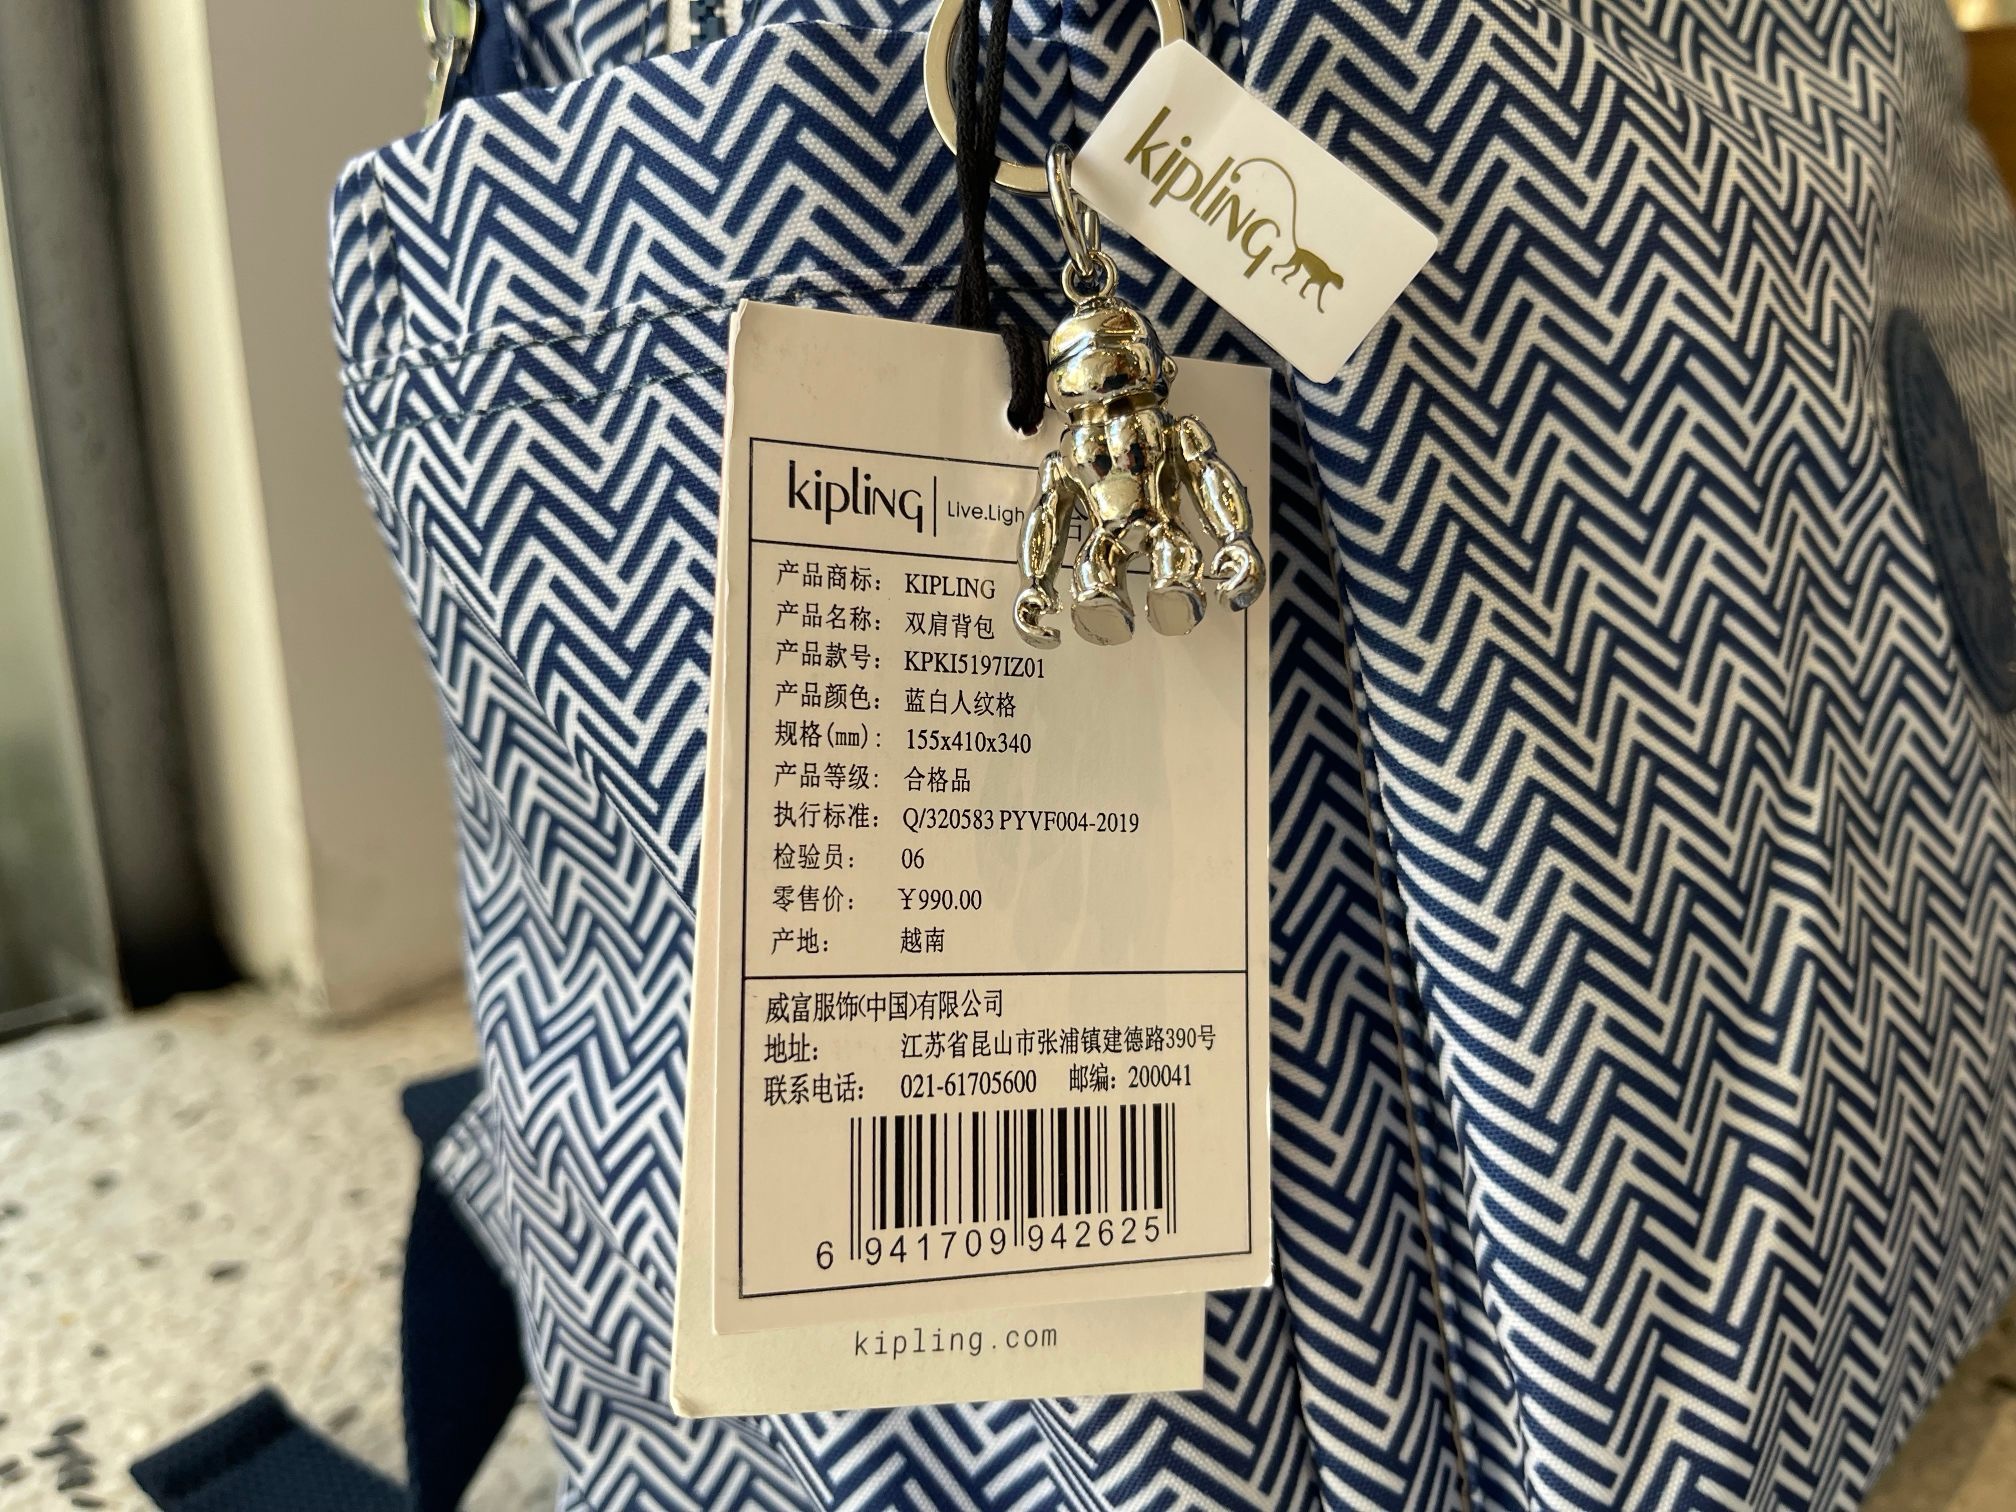 kipling
kipling Live.Ligh
产品商标： KIPLING
产品名称： 双肩背包
产品款号： KPKI5197IZ01
产品颜色： 蓝白人纹格
规格(mm)： 155x410x340
产品等级： 合格品
执行标准： Q/320583 PYVF004-2019
检验员： 06
零售价： ¥990.00
产地： 越南
威富服饰(中国)有限公司
地址： 江苏省昆山市张浦镇建德路390号
联系电话： 021-61705600 邮编：200041
6 941709 942625
kipling.com